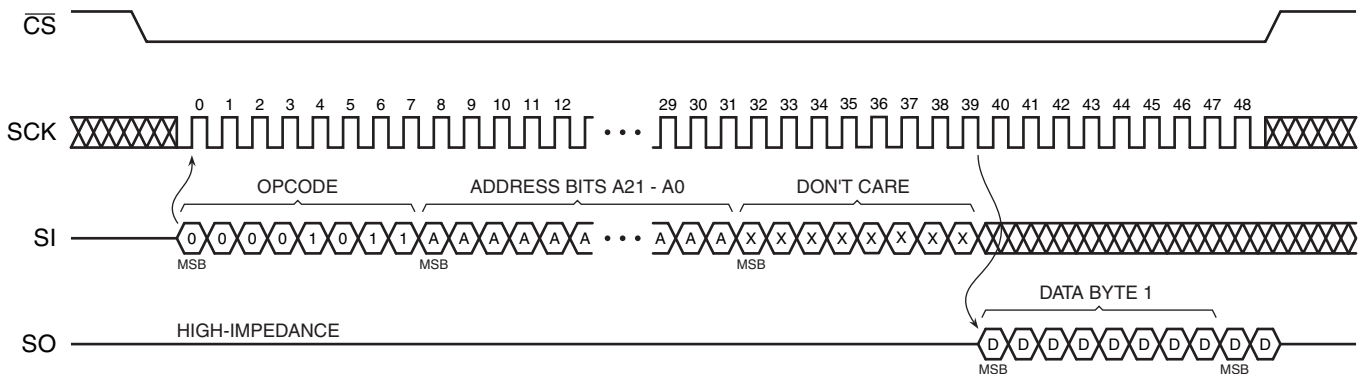 CS
0 1 2 3 4 5 6 7 8 9 10 11 12 29 30 31 32 33 34 35 36 37 38 39 40 41 42 43 44 45 46 47 48
SCK
OPCODE ADDRESS BITS A21 - A0 DON'T CARE
SI 0 0 0 0 1 0 1 1 A A A A A A A A A X X X X X X X X
MSB MSB MSB
DATA BYTE 1
HIGH-IMPEDANCE
SO D D D D D D D D D D
MSB MSB